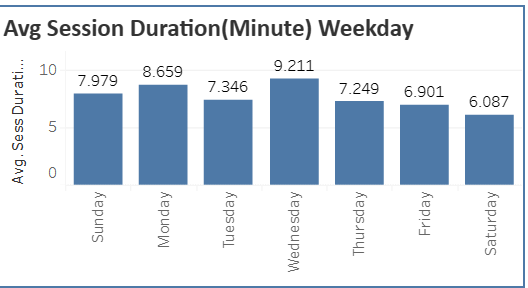 Avg Session Duration(Minute) Weekday
Avg. Sess Durati...
10
5
0
7.979
8.659
7.346
9.211
7.249
6.901
6.087
Sunday
Monday
Tuesday
Wednesday
Thursday
Friday
Saturday